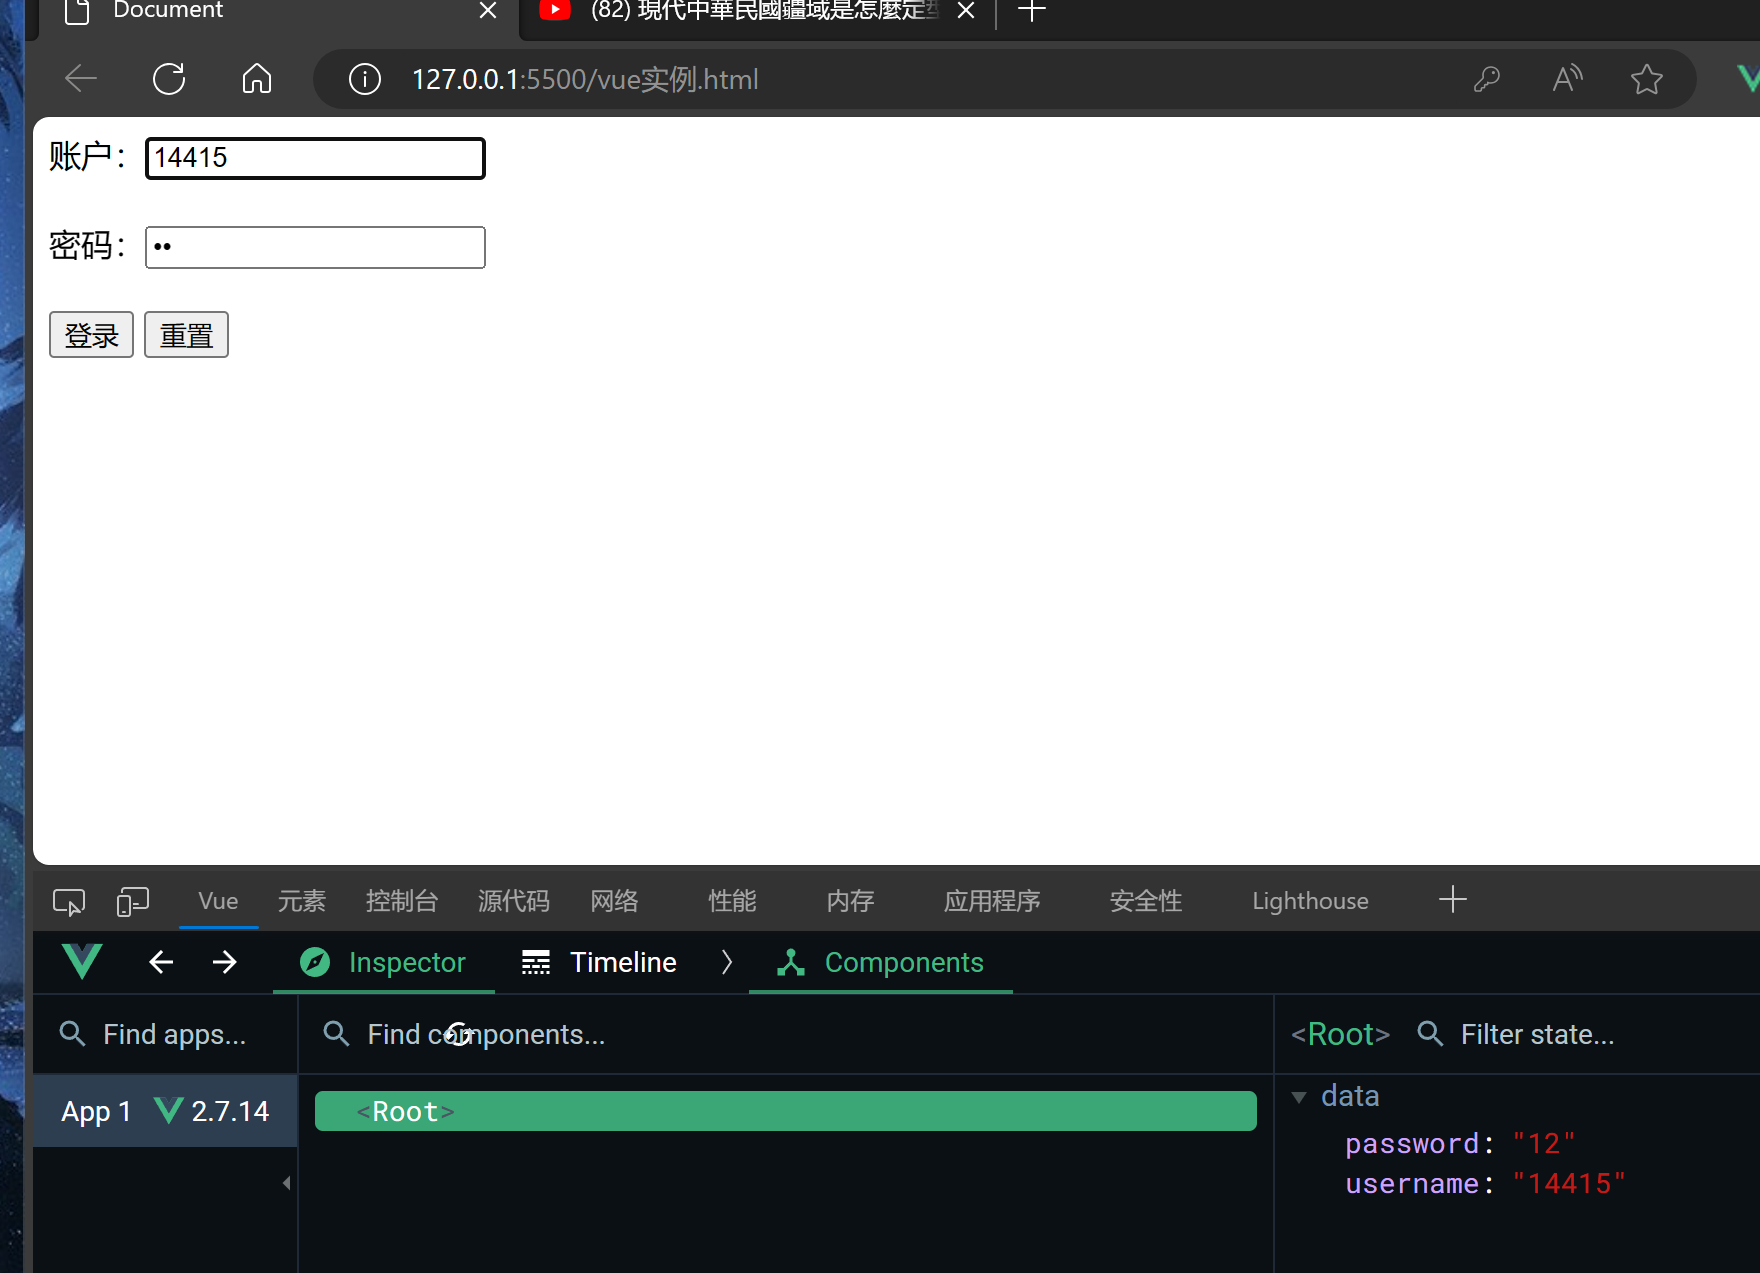 Document
(82) 現代中華民國疆域是怎麼定型
127.0.0.1:5500/vue实例.html
账户： 14415
密码： ••
登录 重置
Vue 元素 控制台 源代码 网络 性能 内存 应用程序 安全性 Lighthouse
Inspector Timeline Components
Find apps... Find components... <Root> Filter state...
App 1 2.7.14 <Root> data
password: "12"
username: "14415"